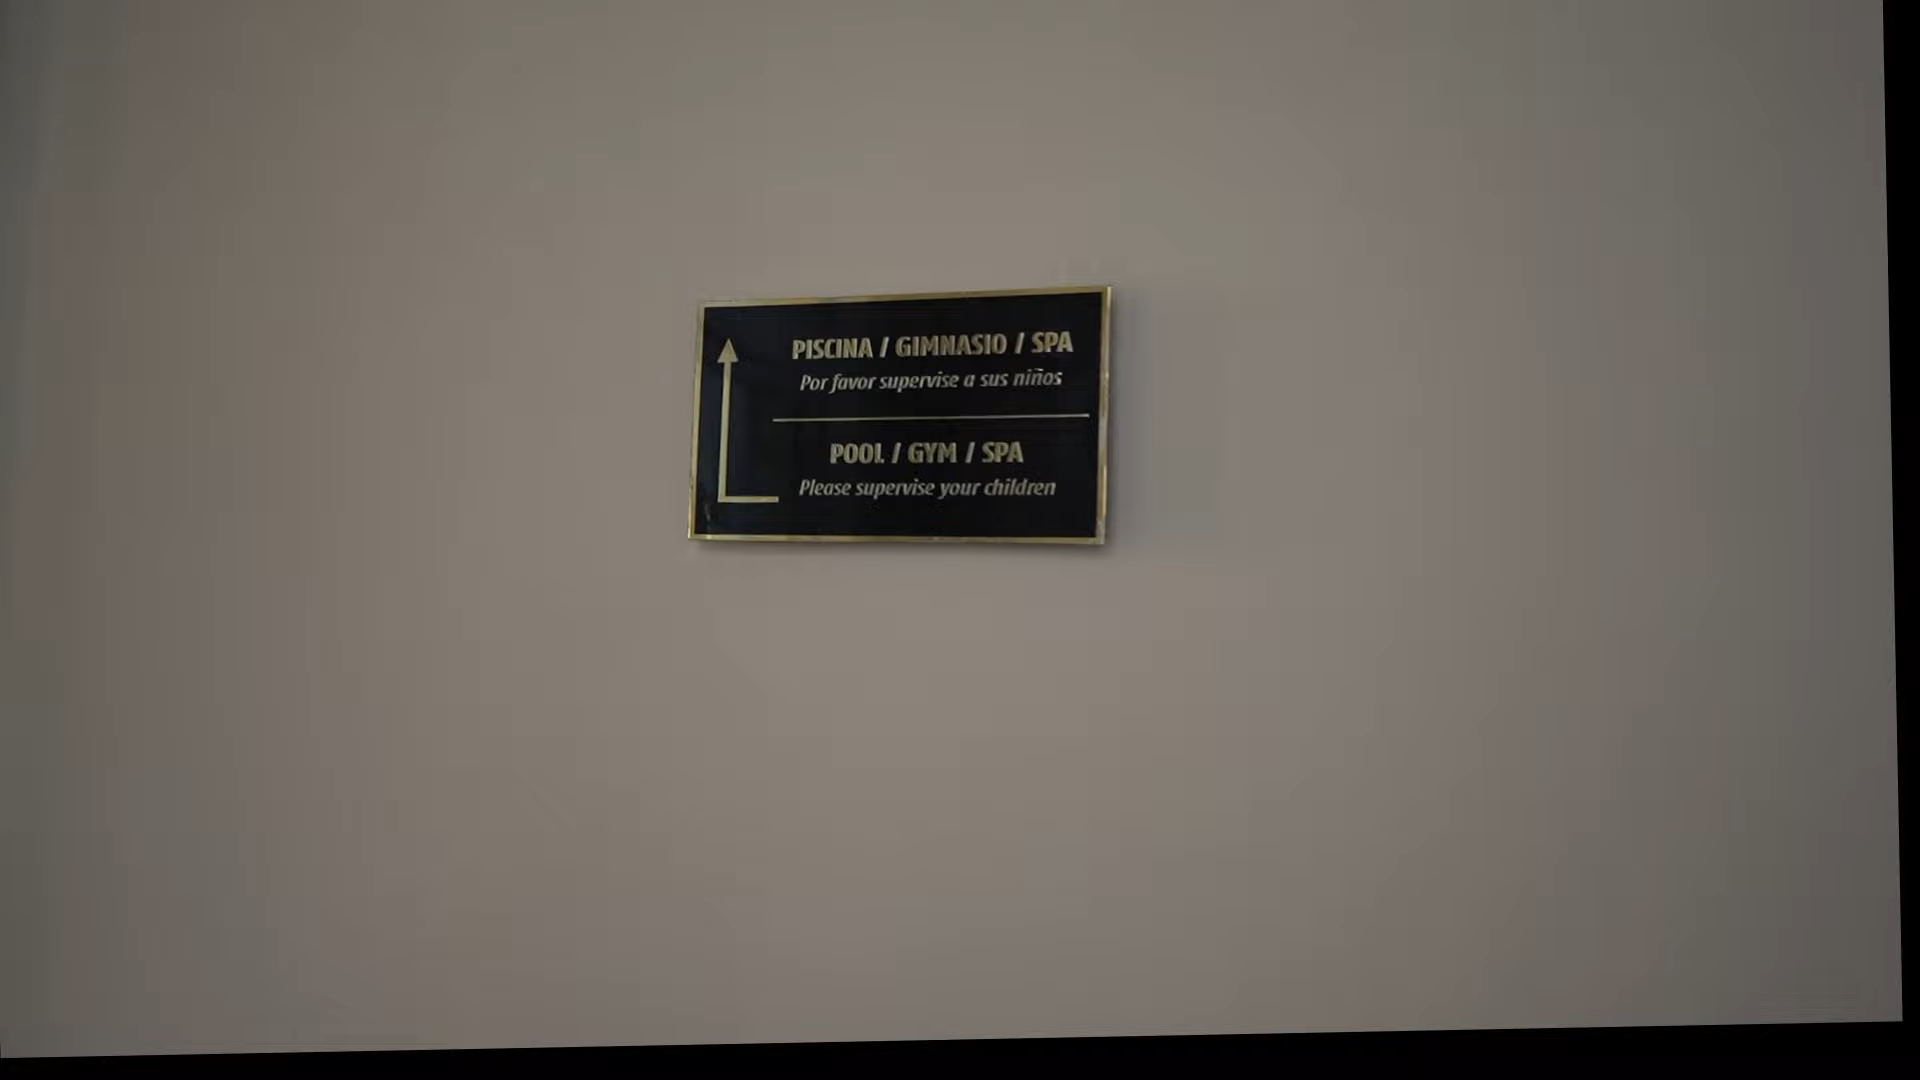 PISCINA / GIMNASIO / SPA
Por favor supervise a sus niños
POOL / GYM / SPA
Please supervise your children